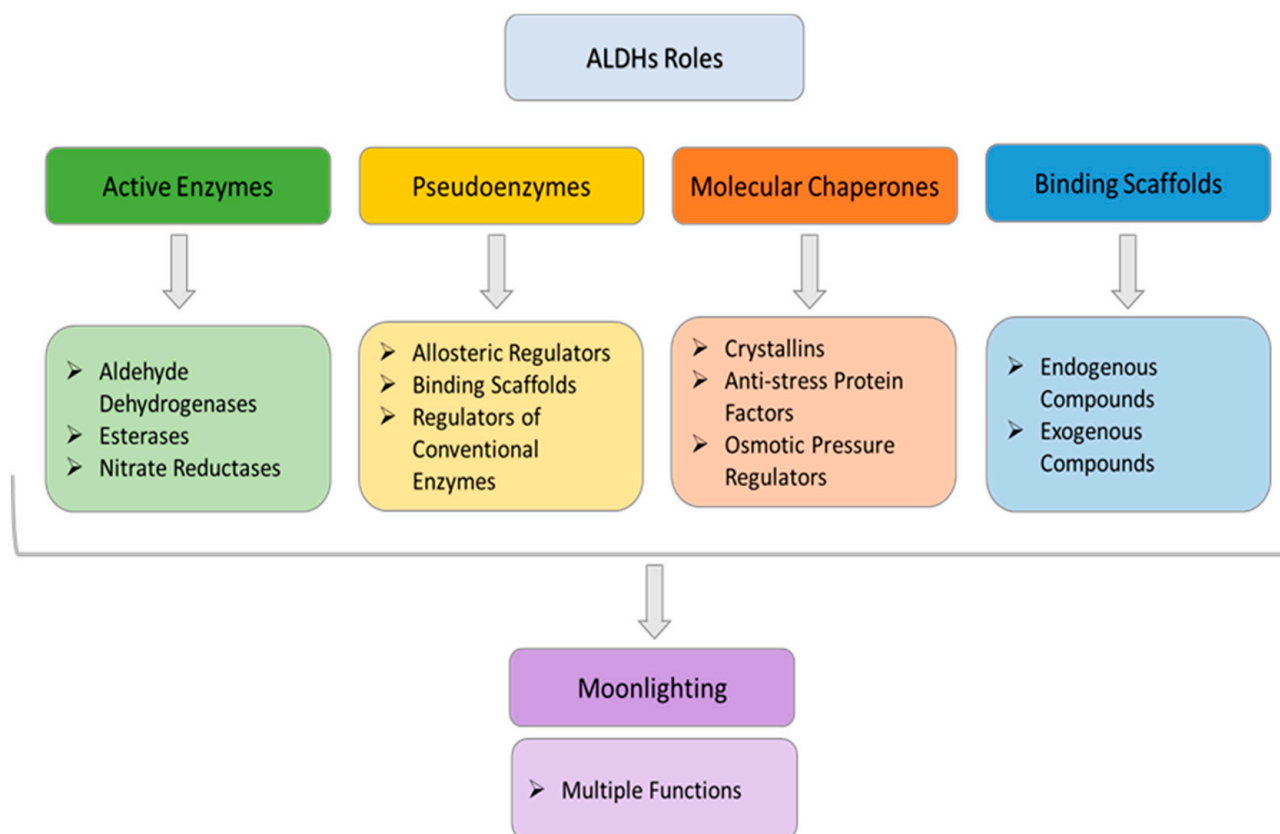 ALDHs Roles
Active Enzymes
Pseudoenzymes
Molecular Chaperones
Binding Scaffolds
➢ Aldehyde
Dehydrogenases
➢ Esterases
➢ Nitrate Reductases
➢ Allosteric Regulators
➢ Binding Scaffolds
➢ Regulators of
Conventional
Enzymes
➢ Crystallins
➢ Anti-stress Protein
Factors
➢ Osmotic Pressure
Regulators
➢ Endogenous
Compounds
➢ Exogenous
Compounds
Moonlighting
➢ Multiple Functions